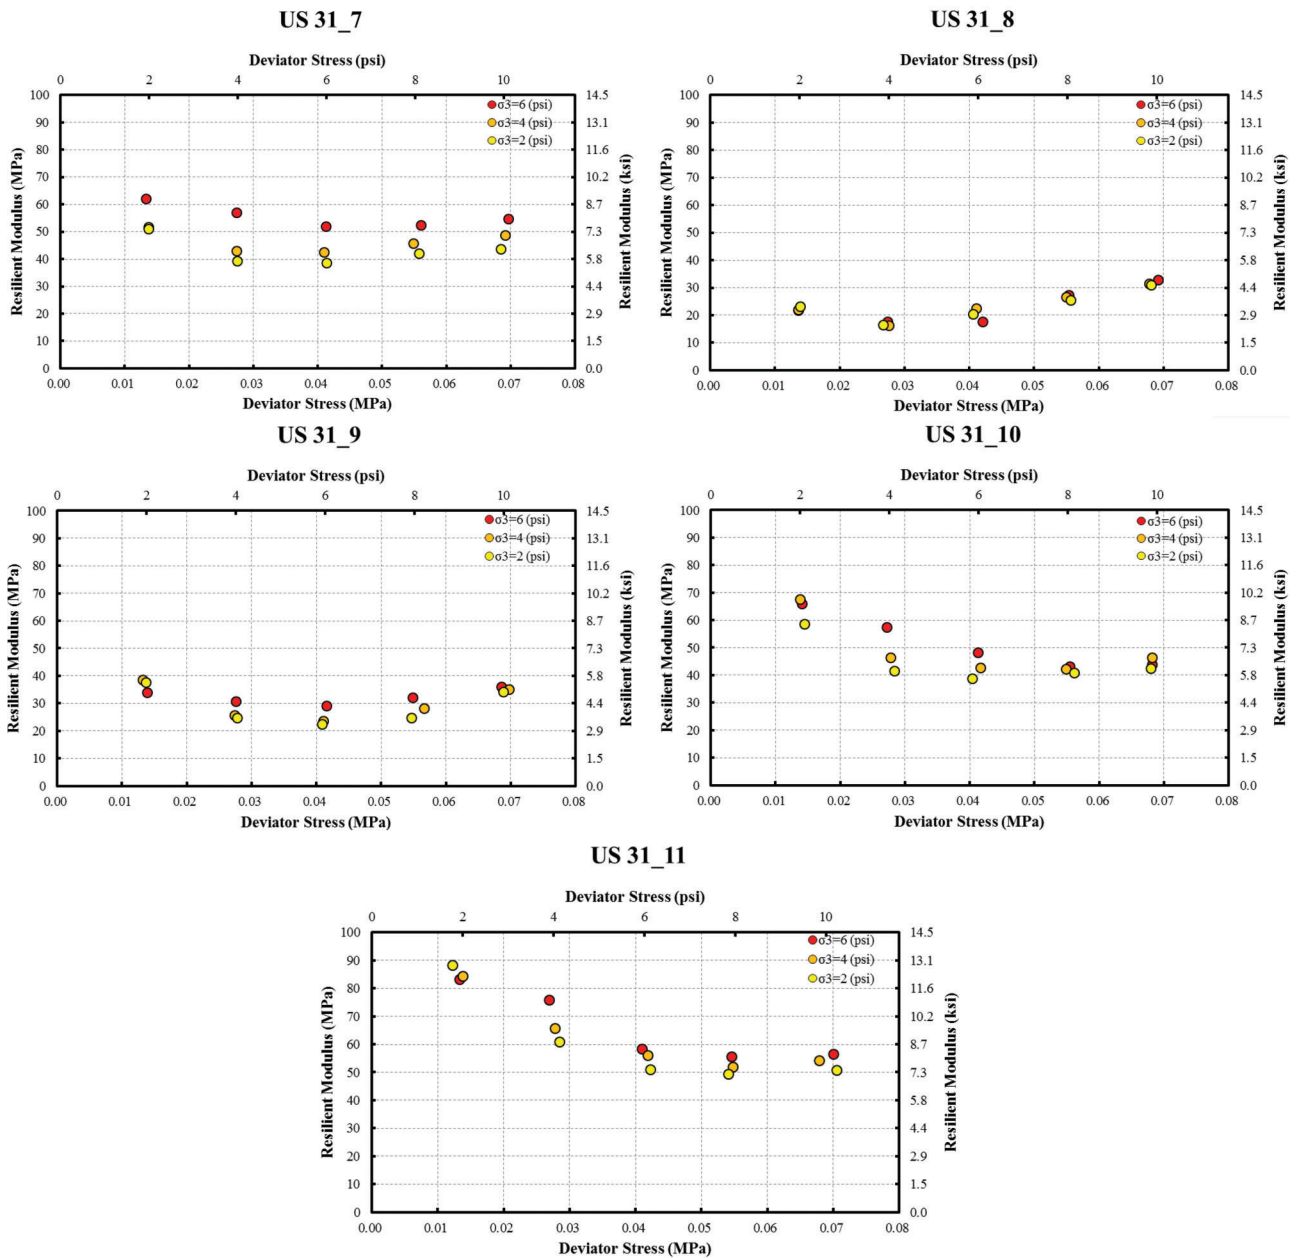 US 31_7
Deviator Stress (psi)
0 2 4 6 8 10
100 90 80 70 60 50 40 30 20 10 0
Resilient Modulus (MPa)
σ3=6 (psi)
σ3=4 (psi)
σ3=2 (psi)
14.5 13.1 11.6 10.2 8.7 7.3 5.8 4.4 2.9 1.5 0.0
Resilient Modulus (ksi)
0.00 0.01 0.02 0.03 0.04 0.05 0.06 0.07 0.08
Deviator Stress (MPa)
US 31_8
Deviator Stress (psi)
0 2 4 6 8 10
100 90 80 70 60 50 40 30 20 10 0
Resilient Modulus (MPa)
σ3=6 (psi)
σ3=4 (psi)
σ3=2 (psi)
14.5 13.1 11.6 10.2 8.7 7.3 5.8 4.4 2.9 1.5 0.0
Resilient Modulus (ksi)
0.00 0.01 0.02 0.03 0.04 0.05 0.06 0.07 0.08
Deviator Stress (MPa)
US 31_9
Deviator Stress (psi)
0 2 4 6 8 10
100 90 80 70 60 50 40 30 20 10 0
Resilient Modulus (MPa)
σ3=6 (psi)
σ3=4 (psi)
σ3=2 (psi)
14.5 13.1 11.6 10.2 8.7 7.3 5.8 4.4 2.9 1.5 0.0
Resilient Modulus (ksi)
0.00 0.01 0.02 0.03 0.04 0.05 0.06 0.07 0.08
Deviator Stress (MPa)
US 31_10
Deviator Stress (psi)
0 2 4 6 8 10
100 90 80 70 60 50 40 30 20 10 0
Resilient Modulus (MPa)
σ3=6 (psi)
σ3=4 (psi)
σ3=2 (psi)
14.5 13.1 11.6 10.2 8.7 7.3 5.8 4.4 2.9 1.5 0.0
Resilient Modulus (ksi)
0.00 0.01 0.02 0.03 0.04 0.05 0.06 0.07 0.08
Deviator Stress (MPa)
US 31_11
Deviator Stress (psi)
0 2 4 6 8 10
100 90 80 70 60 50 40 30 20 10 0
Resilient Modulus (MPa)
σ3=6 (psi)
σ3=4 (psi)
σ3=2 (psi)
14.5 13.1 11.6 10.2 8.7 7.3 5.8 4.4 2.9 1.5 0.0
Resilient Modulus (ksi)
0.00 0.01 0.02 0.03 0.04 0.05 0.06 0.07 0.08
Deviator Stress (MPa)